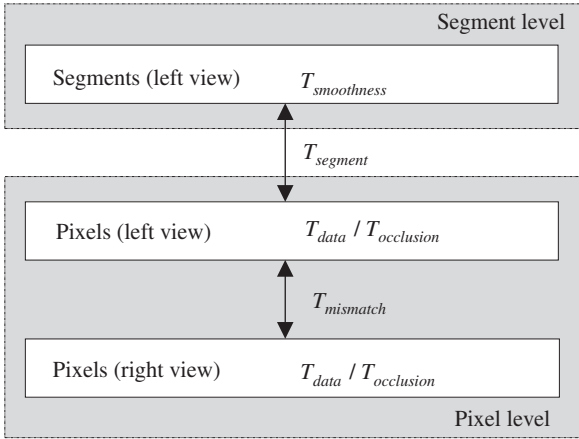 Segment level
Segments (left view) T_smoothness
T_segment
Pixels (left view) T_data / T_occlusion
T_mismatch
Pixels (right view) T_data / T_occlusion
Pixel level